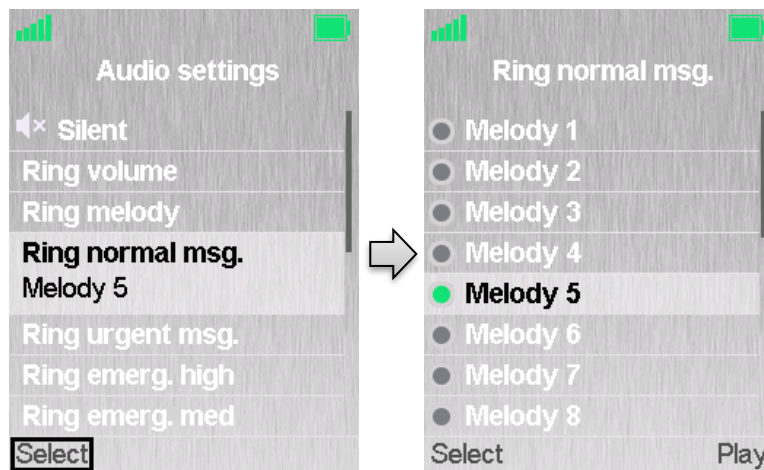 Audio settings
Silent
Ring volume
Ring melody
Ring normal msg.
Melody 5
Ring urgent msg.
Ring emerg. high
Ring emerg. med
Select
Ring normal msg.
Melody 1
Melody 2
Melody 3
Melody 4
Melody 5
Melody 6
Melody 7
Melody 8
Select Play